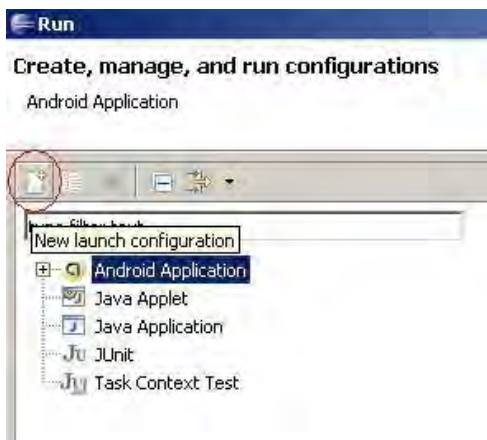 Run
Create, manage, and run configurations
Android Application
New launch configuration
Android Application
Java Applet
Java Application
JUnit
Task Context Test